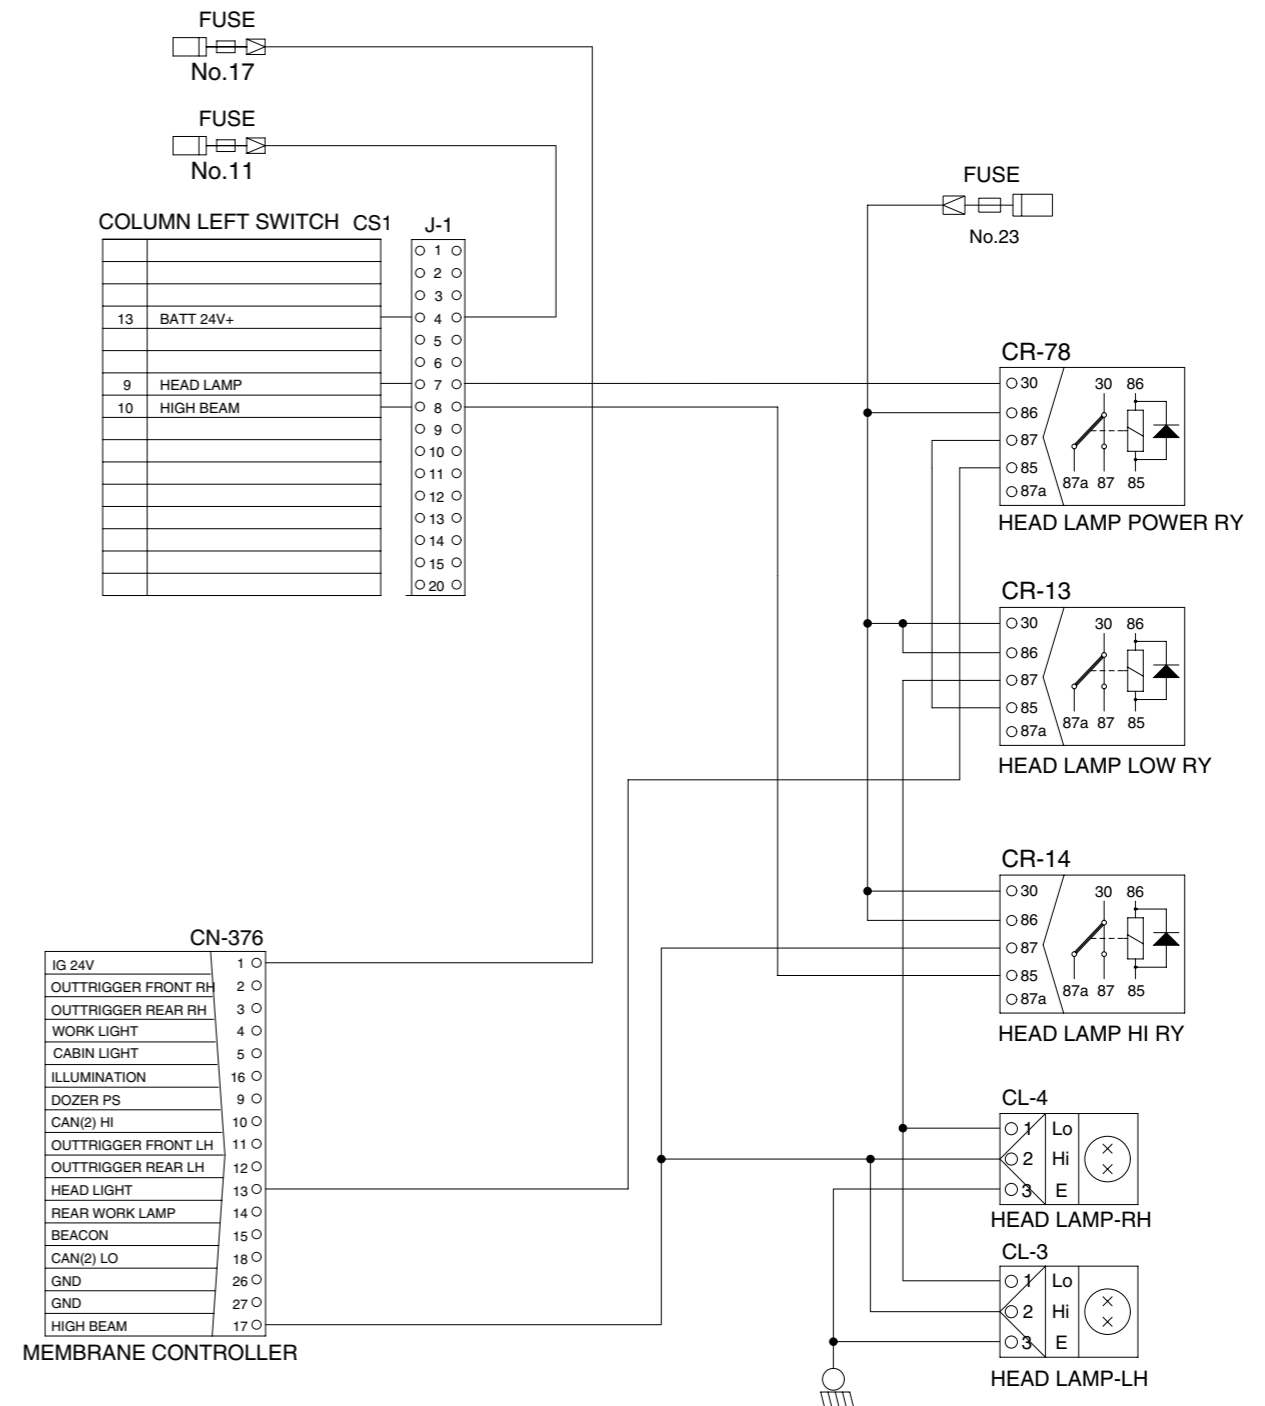 FUSE
No.17
FUSE
No.11
FUSE
No.23
COLUMN LEFT SWITCH CS1 J-1
13 BATT 24V+
9 HEAD LAMP
10 HIGH BEAM
1
2
3
4
5
6
7
8
9
10
11
12
13
14
15
20
CR-78
30
86
87
85
87a
30 86
87a 87 85
HEAD LAMP POWER RY
CR-13
30
86
87
85
87a
30 86
87a 87 85
HEAD LAMP LOW RY
CR-14
30
86
87
85
87a
30 86
87a 87 85
HEAD LAMP HI RY
CN-376
IG 24V 1
OUTTRIGGER FRONT RH 2
OUTTRIGGER REAR RH 3
WORK LIGHT 4
CABIN LIGHT 5
ILLUMINATION 16
DOZER PS 9
CAN(2) HI 10
OUTTRIGGER FRONT LH 11
OUTTRIGGER REAR LH 12
HEAD LIGHT 13
REAR WORK LAMP 14
BEACON 15
CAN(2) LO 18
GND 26
GND 27
HIGH BEAM 17
MEMBRANE CONTROLLER
CL-4
1 Lo
2 Hi
3 E
HEAD LAMP-RH
CL-3
1 Lo
2 Hi
3 E
HEAD LAMP-LH